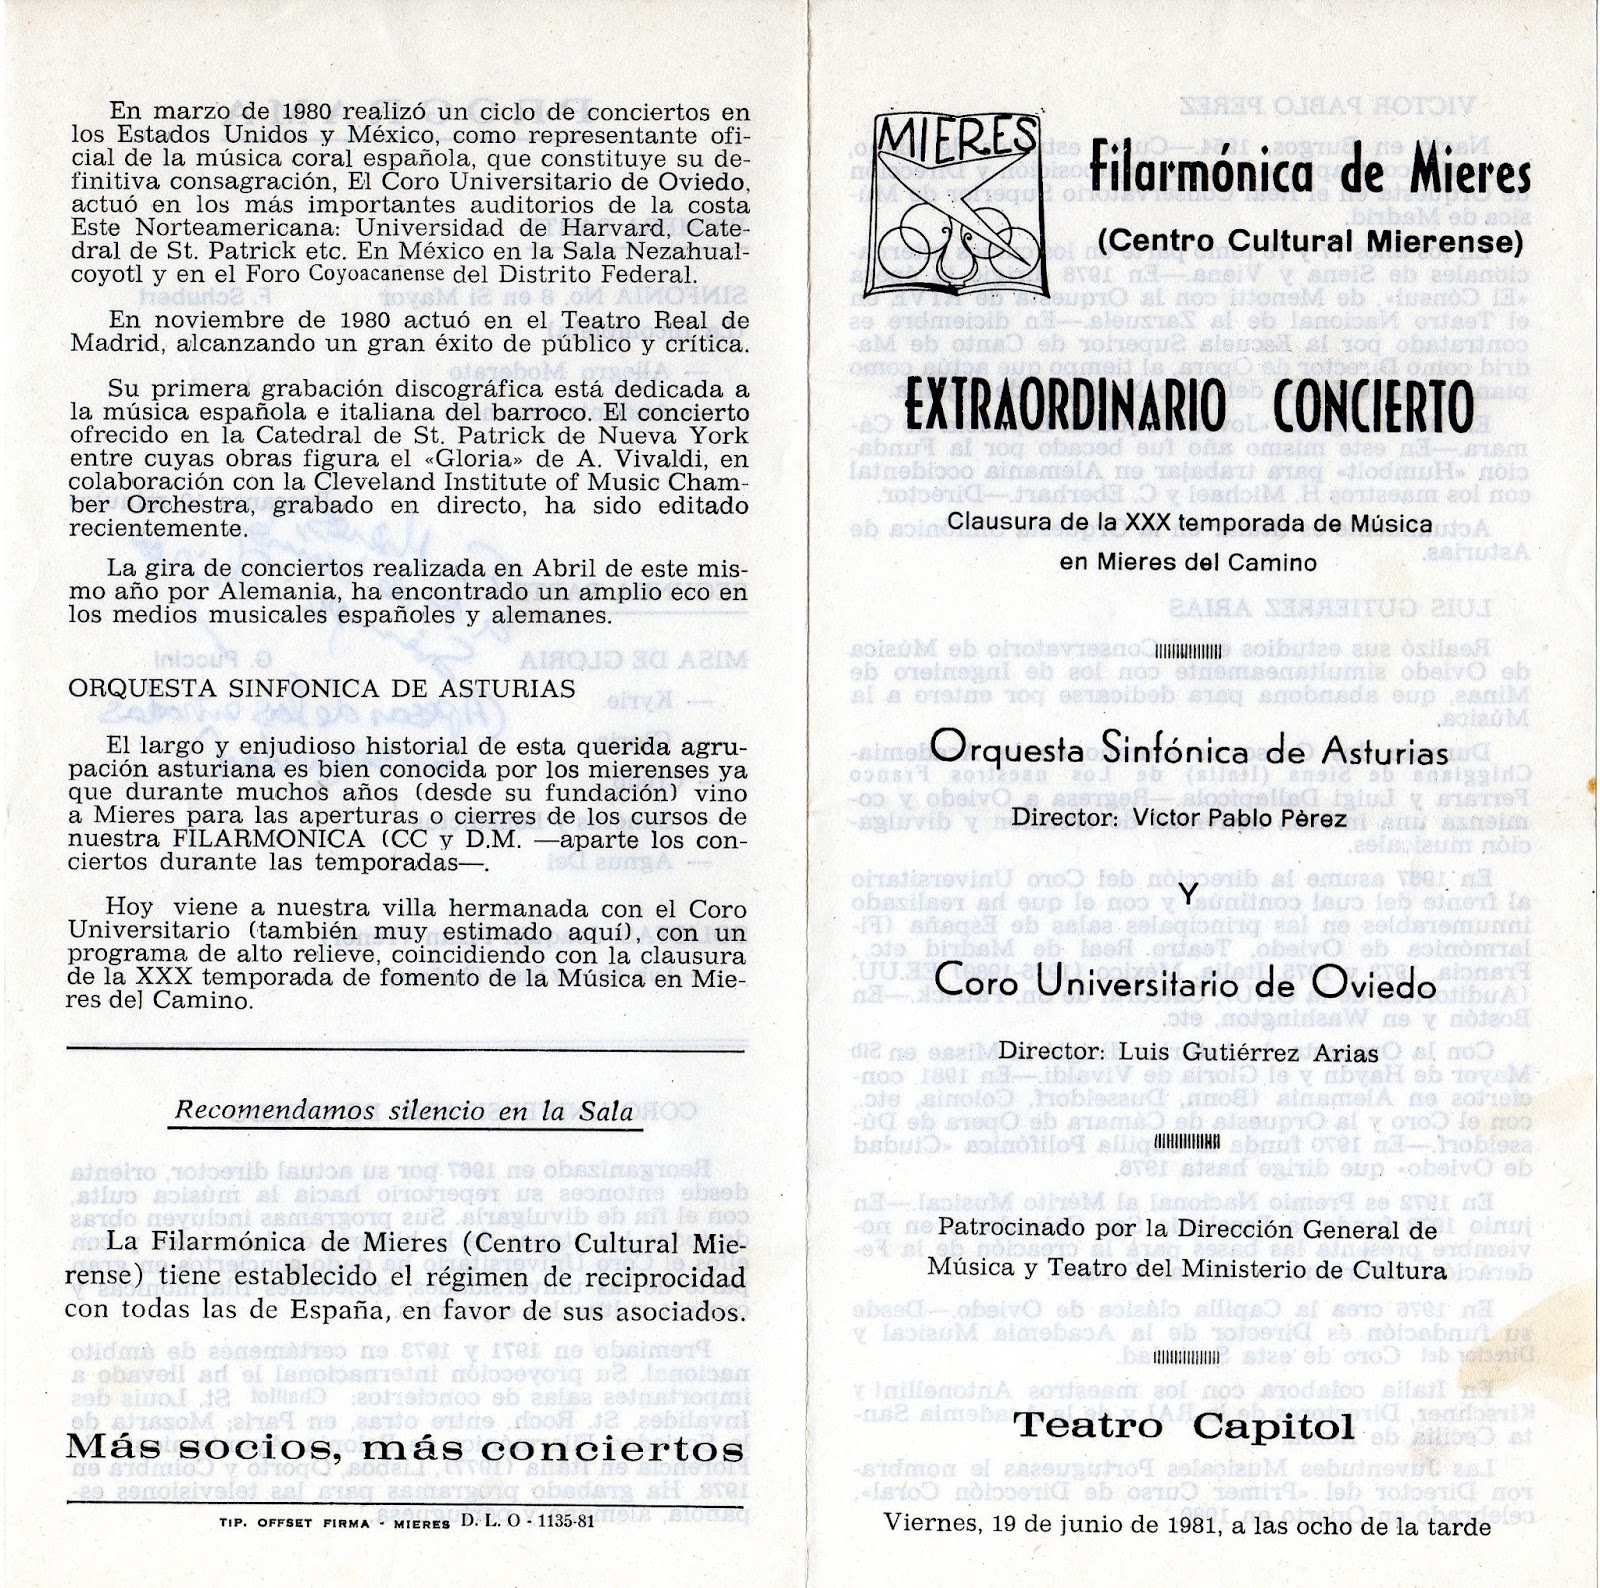 En marzo de 1980 realizó un ciclo de conciertos en
los Estados Unidos y México, como representante ofi-
cial de la música coral española, que constituye su de-
finitiva consagración, El Coro Universitario de Oviedo,
actuó en los más importantes auditorios de la costa
Este Norteamericana: Universidad de Harvard, Cate-
dral de St. Patrick etc. En México en la Sala Nezahual-
coyotl y en el Foro Coyoacanense del Distrito Federal.
En noviembre de 1980 actuó en el Teatro Real de
Madrid, alcanzando un gran éxito de público y crítica.
Su primera grabación discográfica está dedicada a
la música española e italiana del barroco. El concierto
ofrecido en la Catedral de St. Patrick de Nueva York
entre cuyas obras figura el «Gloria» de A. Vivaldi, en
colaboración con la Cleveland Institute of Music Cham-
ber Orchestra, grabado en directo, ha sido editado
recientemente.
La gira de conciertos realizada en Abril de este mis-
mo año por Alemania, ha encontrado un amplio eco en
los medios musicales españoles y alemanes.
ORQUESTA SINFONICA DE ASTURIAS
El largo y enjudioso historial de esta querida agru-
pación asturiana es bien conocida por los mierenses ya
que durante muchos años (desde su fundación) vino
a Mieres para las aperturas o cierres de los cursos de
nuestra FILARMONICA (CC y D.M. —aparte los con-
ciertos durante las temporadas—.
Hoy viene a nuestra villa hermanada con el Coro
Universitario (también muy estimado aquí), con un
programa de alto relieve, coincidiendo con la clausura
de la XXX temporada de fomento de la Música en Mie-
res del Camino.
Recomendamos silencio en la Sala
La Filarmónica de Mieres (Centro Cultural Mie-
rense) tiene establecido el régimen de reciprocidad
con todas las de España, en favor de sus asociados.
Más socios, más conciertos
TIP. OFFSET FIRMA - MIERES D. L. O - 1135-81
MIERES
Filarmónica de Mieres
(Centro Cultural Mierense)
EXTRAORDINARIO CONCIERTO
Clausura de la XXX temporada de Música
en Mieres del Camino
Orquesta Sinfónica de Asturias
Director: Victor Pablo Pèrez
Y
Coro Universitario de Oviedo
Director: Luis Gutiérrez Arias
Patrocinado por la Dirección General de
Música y Teatro del Ministerio de Cultura
Teatro Capitol
Viernes, 19 de junio de 1981, a las ocho de la tarde